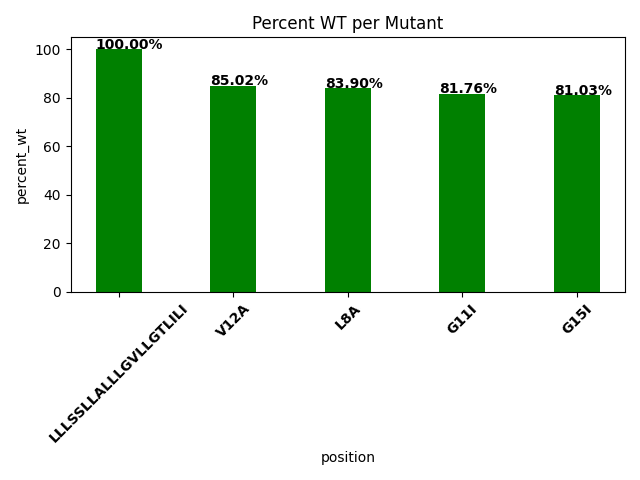 Percent WT per Mutant
100.00%
85.02%
83.90%
81.76%
81.03%
100
80
60
40
20
0
percent_wt
LLLSSLLALLLGVLLGTLILI
V12A
L8A
G11I
G15I
position